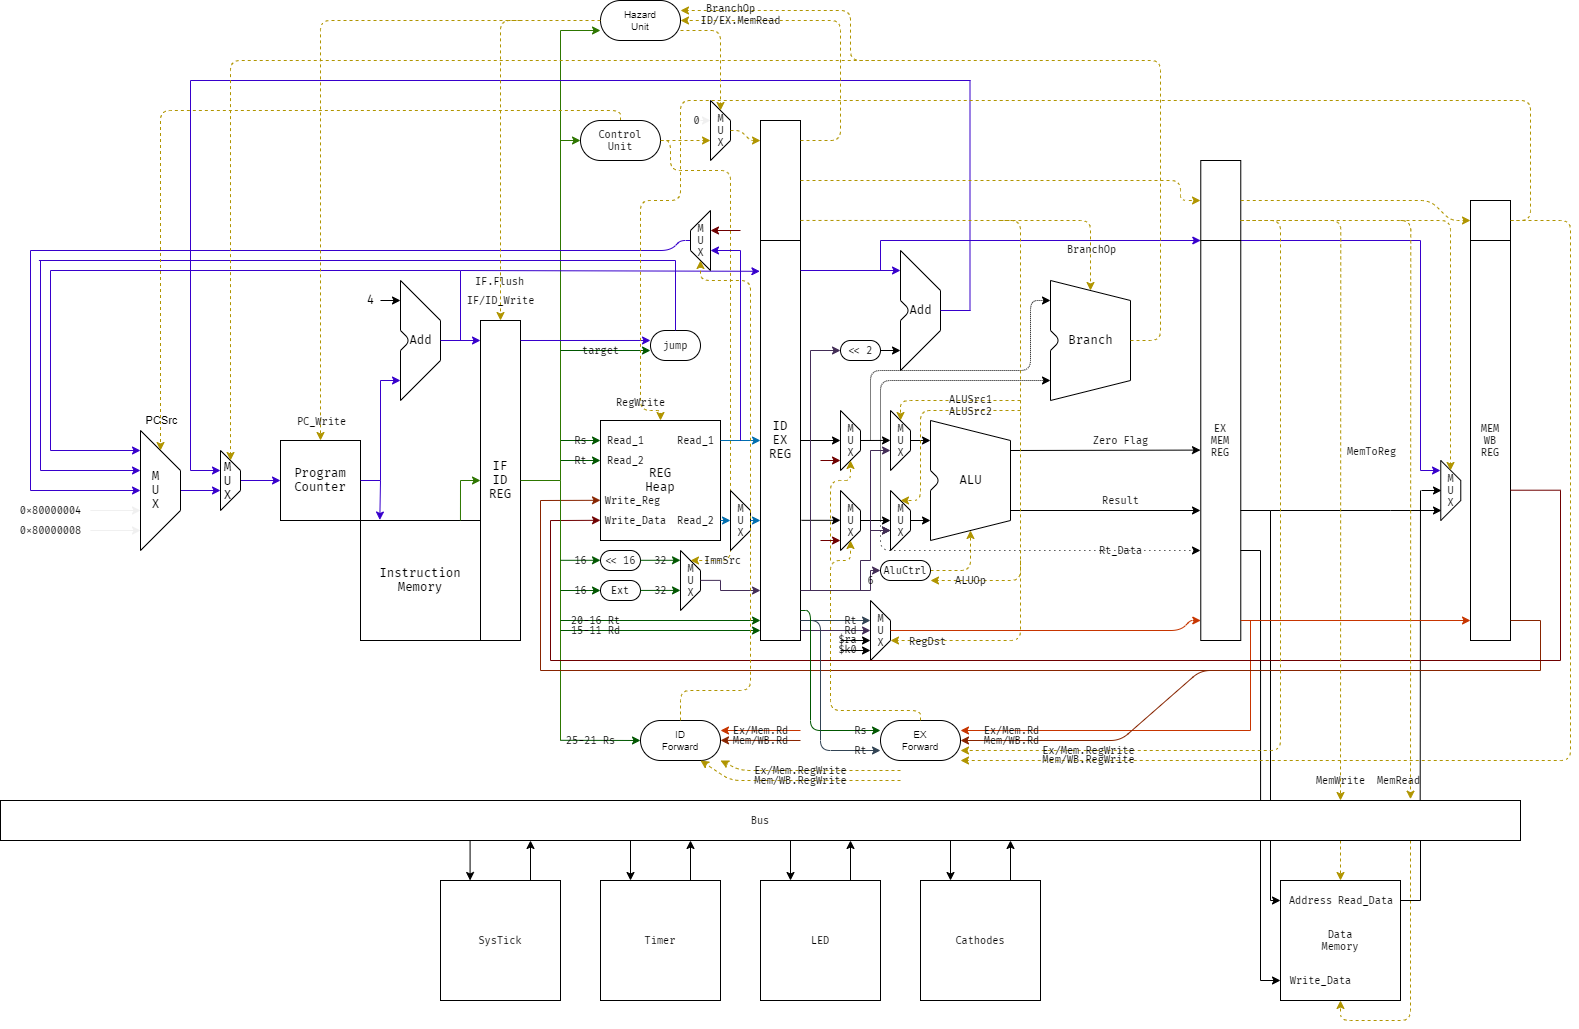 BranchOp
Hazard
Unit
ID/EX.MemRead
0
M
U
X
Control
Unit
M
U
X
BranchOp
IF.Flush
IF/ID_Write
4
Add
Add
Branch
jump
target
<< 2
PCSrc
PC_Write
RegWrite
ALUSrc1
ALUSrc2
M
U
X
M
U
X
Program
Counter
0×80000004
0×80000008
IF
ID
REG
Rs
Read_1
Read_1
Rt
Read_2
REG
Heap
Write_Reg
Write_Data
Read_2
M
U
X
ID
EX
REG
M
U
X
M
U
X
M
U
X
M
U
X
ALU
Zero Flag
Result
Rt_Data
EX
MEM
REG
MemToReg
M
U
X
MEM
WB
REG
Instruction
Memory
16
<< 16
32
16
Ext
32
M
U
X
ImmSrc
AluCtrl
6
ALUOp
20-16 Rt
15-11 Rd
Rt
Rd
$ra
$k0
M
U
X
RegDst
25-21 Rs
ID
Forward
Ex/Mem.Rd
Mem/WB.Rd
Ex/Mem.RegWrite
Mem/WB.RegWrite
Rs
Rt
EX
Forward
Ex/Mem.Rd
Mem/WB.Rd
Ex/Mem.RegWrite
Mem/WB.RegWrite
MemWrite
MemRead
Bus
SysTick
Timer
LED
Cathodes
Address Read_Data
Data
Memory
Write_Data